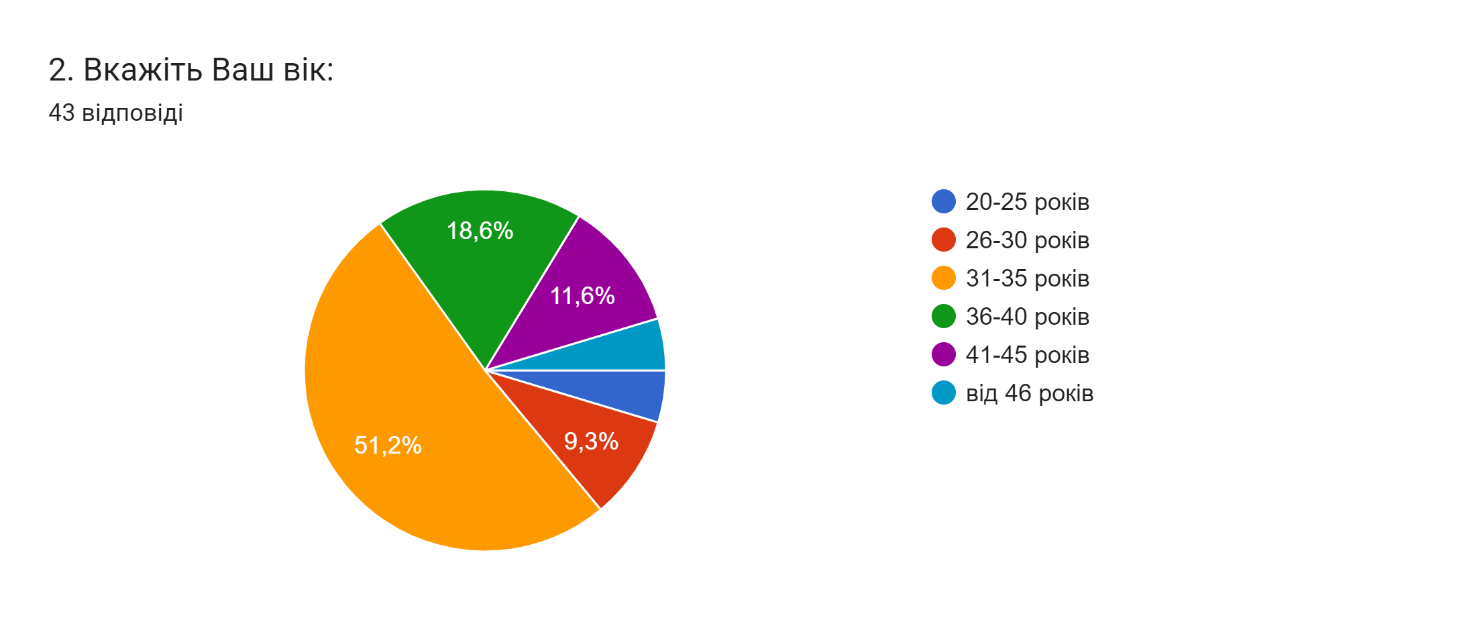 2. Вкажіть Ваш вік:
43 відповіді
18,6%
11,6%
9,3%
51,2%
20-25 років
26-30 років
31-35 років
36-40 років
41-45 років
від 46 років